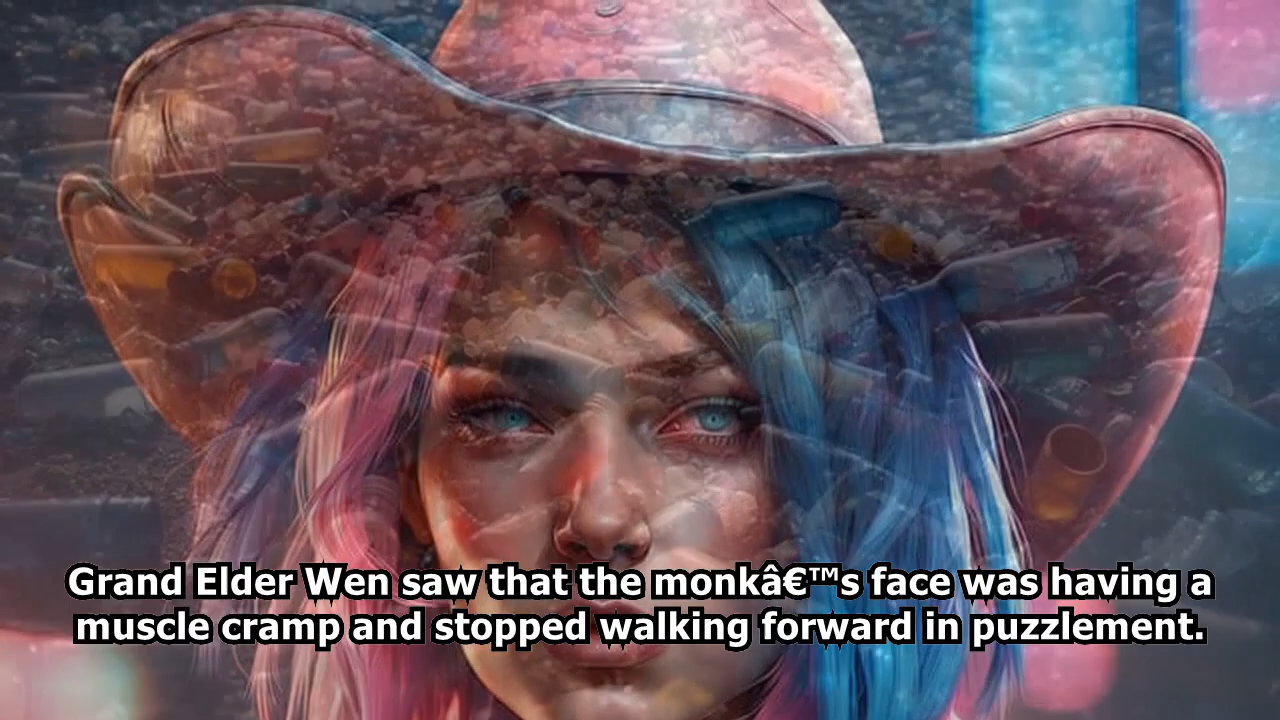 Grand Elder Wen saw that the monkâ€™s face was having a
muscle cramp and stopped walking forward in puzzlement.